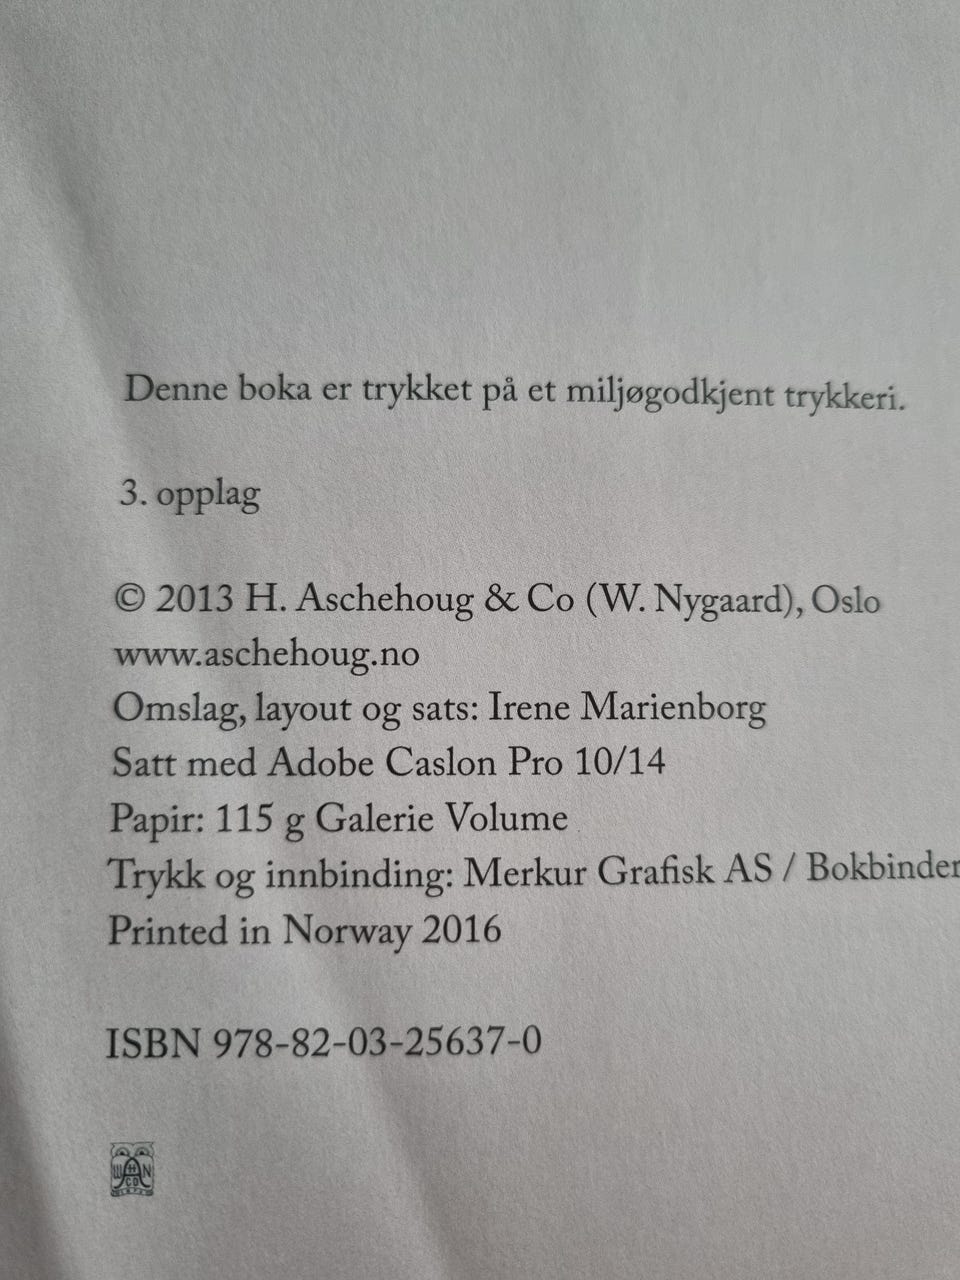 Denne boka er trykket på et miljøgodkjent trykkeri.
3. opplag
© 2013 H. Aschehoug & Co (W. Nygaard), Oslo
www.aschehoug.no
Omslag, layout og sats: Irene Marienborg
Satt med Adobe Caslon Pro 10/14
Papir: 115 g Galerie Volume
Trykk og innbinding: Merkur Grafisk AS / Bokbinder
Printed in Norway 2016
ISBN 978-82-03-25637-0